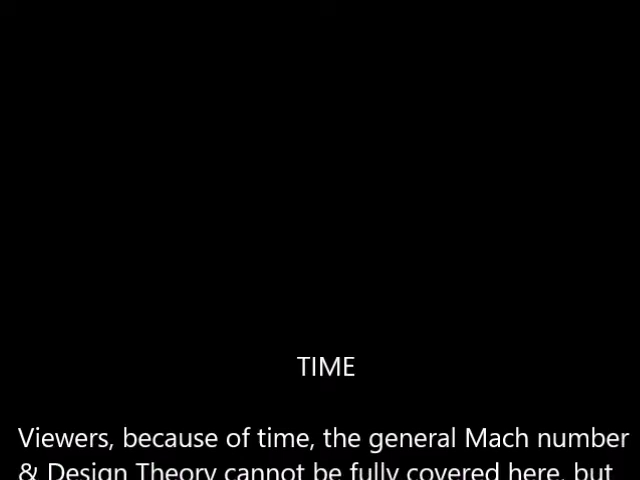 TIME
Viewers, because of time, the general Mach number
& Design Theory cannot be fully covered here, but